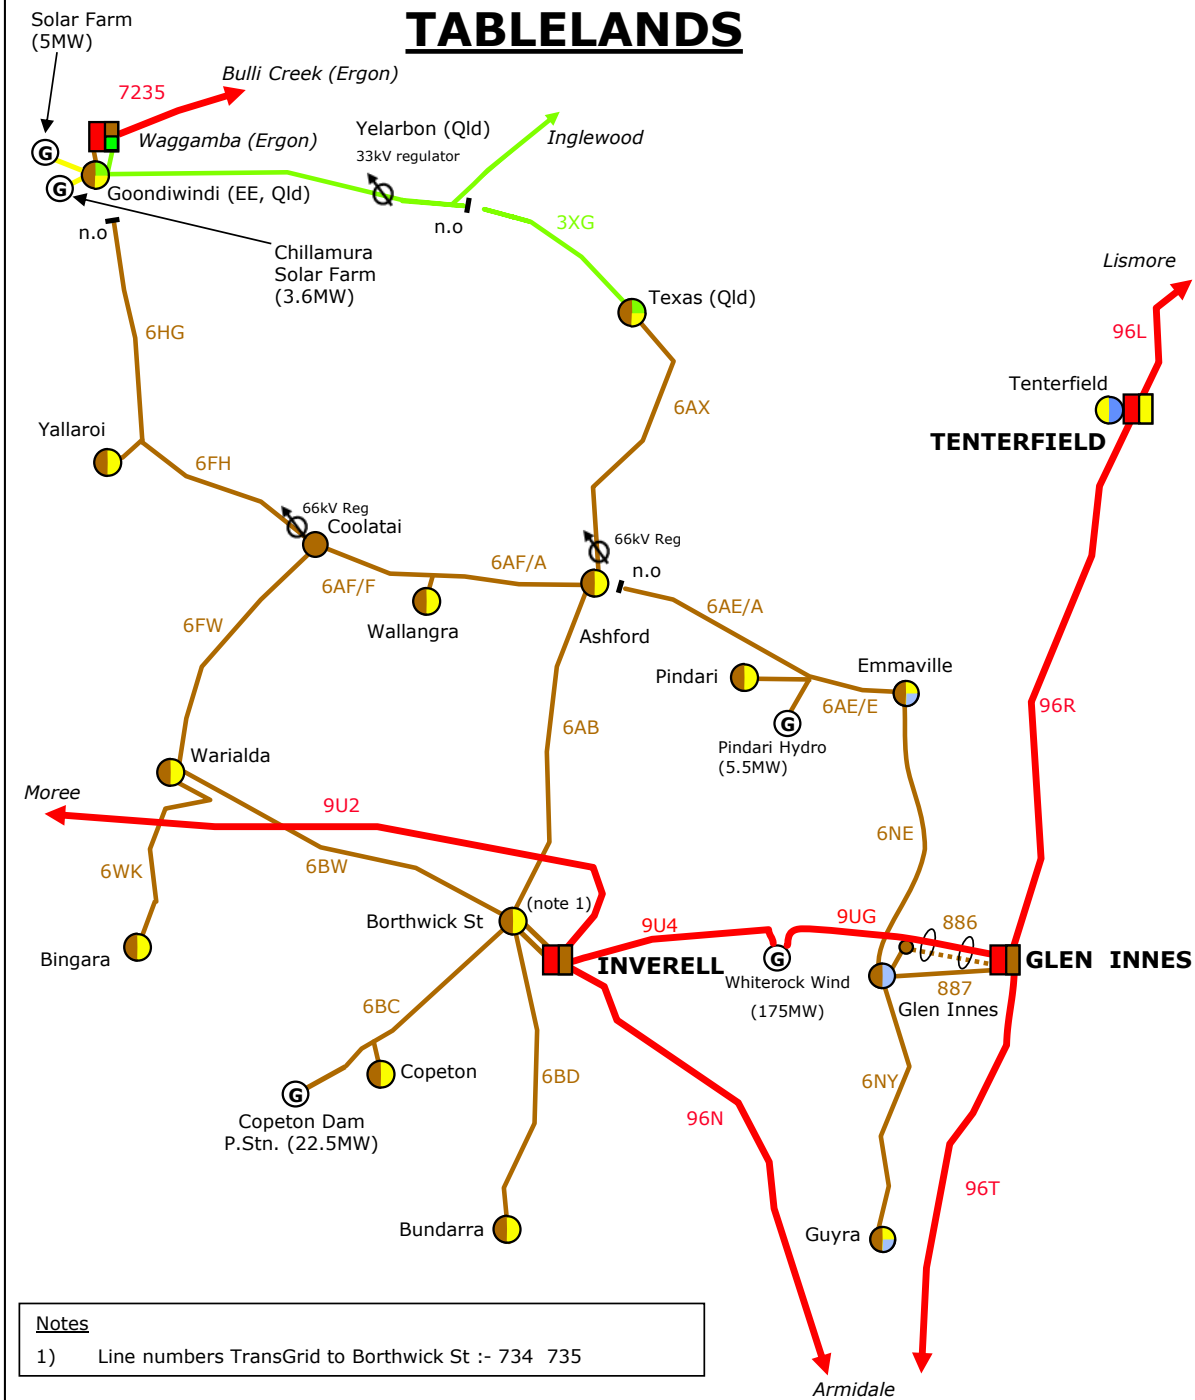 TABLELANDS
Solar Farm
(5MW)
7235
Bulli Creek (Ergon)
Waggamba (Ergon)
Yelarbon (Qld)
33kV regulator
Inglewood
G
G
Goondiwindi (EE, Qld)
n.o
n.o
3XG
Chillamura
Solar Farm
(3.6MW)
Lismore
Texas (Qld)
6HG
96L
Tenterfield
6AX
Yallaroi
TENTERFIELD
6FH
66kV Reg
Coolatai
66kV Reg
6AF/A
n.o
6AF/F
6AE/A
6FW
Wallangra
Ashford
Pindari
Emmaville
6AE/E
96R
G
6AB
Pindari Hydro
(5.5MW)
Warialda
Moree
9U2
6NE
6WK
6BW
(note 1)
Borthwick St
9U4
9UG
886
Bingara
INVERELL
G
GLEN INNES
Whiterock Wind
(175MW)
887
Glen Innes
6BC
Copeton
6BD
6NY
G
Copeton Dam
P.Stn. (22.5MW)
96N
96T
Bundarra
Guyra
Notes
1) Line numbers TransGrid to Borthwick St :- 734 735
Armidale